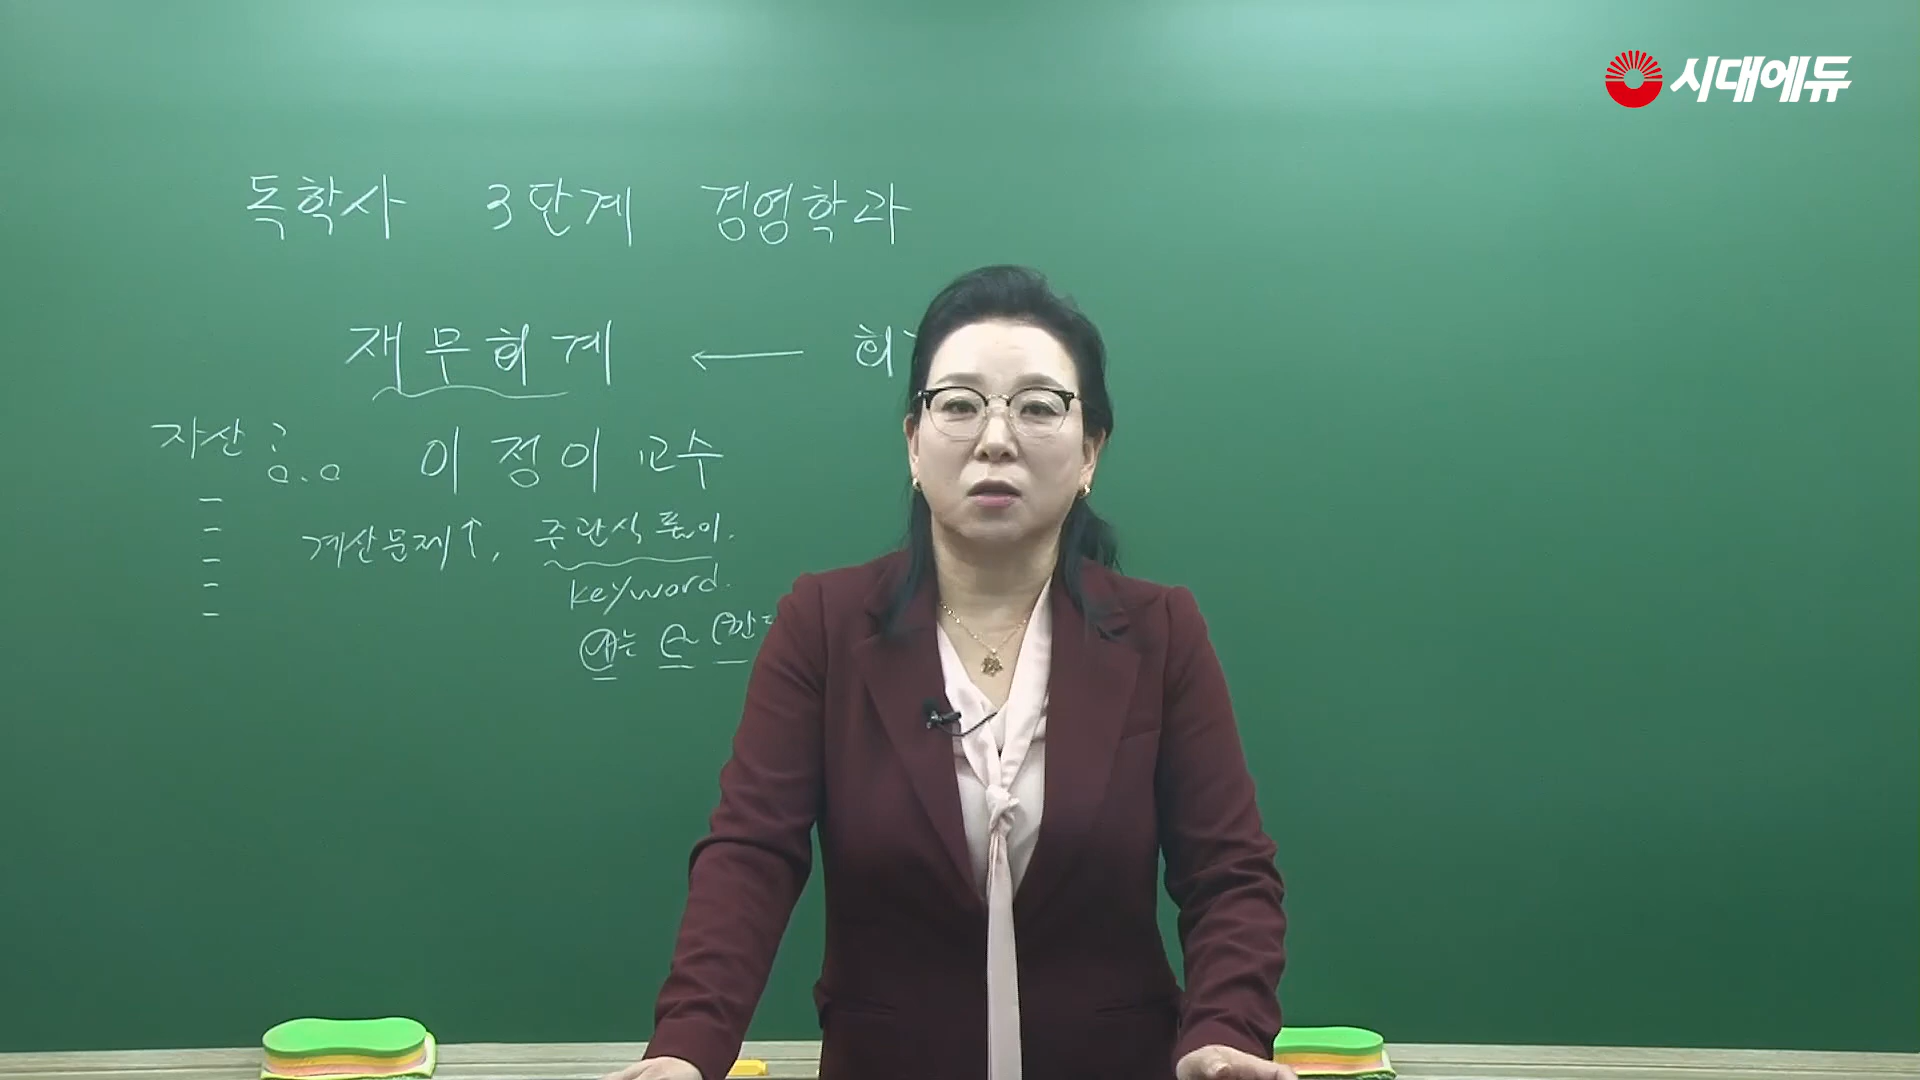 시대에듀
독학사 3단계 경영학과
재무회계 ← 회
자산 : 이정이 교수
계산문제↑, 주관식 풀이.
keyword.